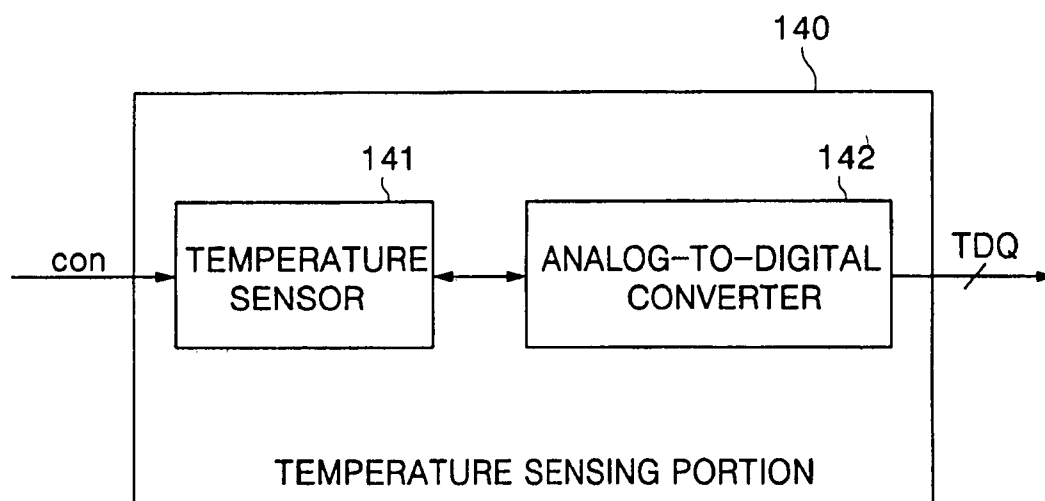 140
141
142
con
TEMPERATURE
SENSOR
ANALOG-TO-DIGITAL
CONVERTER
TDQ
TEMPERATURE SENSING PORTION